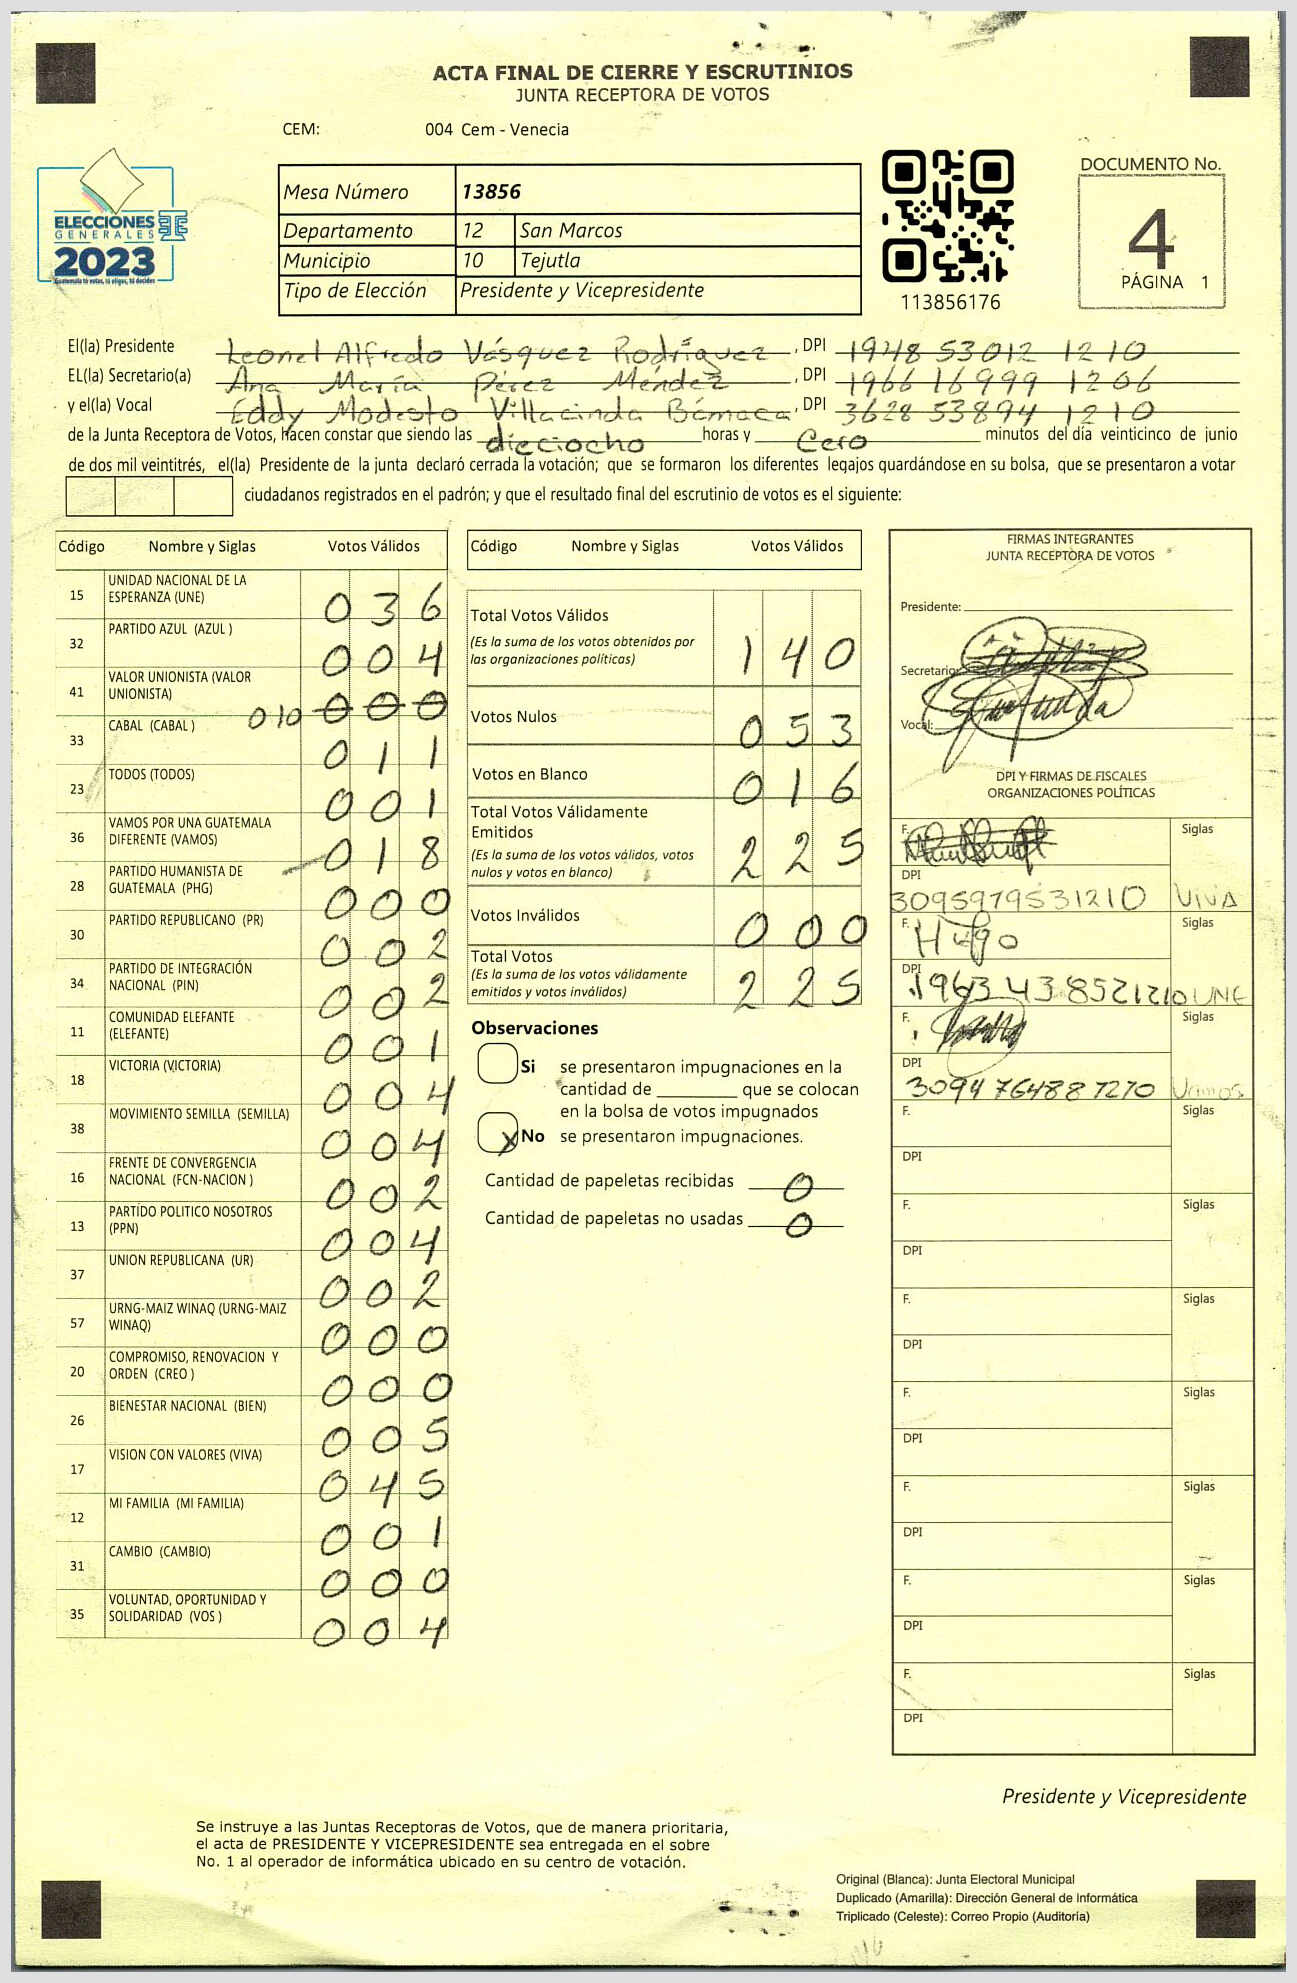 ACTA FINAL DE CIERRE Y ESCRUTINIOS
JUNTA RECEPTORA DE VOTOS
CEM: 004 Cem - Venecia
ELECCIONES
GENERALES
2023
Guatemala tú votas, tú eliges, tú decides
Mesa Número 13856
Departamento 12 San Marcos
Municipio 10 Tejutla
Tipo de Elección Presidente y Vicepresidente
113856176
DOCUMENTO No.
4
PÁGINA 1
El(la) Presidente Leonel Alfredo Vásquez Rodríguez, DPI 1948 53012 1210
EL(la) Secretario(a) Ana María Pérez Méndez, DPI 1966 16999 1206
y el(la) Vocal Eddy Modesto Villacinda Bámaca, DPI 3628 53894 1210
de la Junta Receptora de Votos, hacen constar que siendo las dieciocho horas y Cero minutos del día veinticinco de junio
de dos mil veintitrés, el(la) Presidente de la junta declaró cerrada la votación; que se formaron los diferentes legajos guardándose en su bolsa, que se presentaron a votar
ciudadanos registrados en el padrón; y que el resultado final del escrutinio de votos es el siguiente:
Código Nombre y Siglas Votos Válidos
15 UNIDAD NACIONAL DE LA
ESPERANZA (UNE) 036
32 PARTIDO AZUL (AZUL ) 004
41 VALOR UNIONISTA (VALOR
UNIONISTA) 010 000
33 CABAL (CABAL ) 011
23 TODOS (TODOS) 001
36 VAMOS POR UNA GUATEMALA
DIFERENTE (VAMOS) 018
28 PARTIDO HUMANISTA DE
GUATEMALA (PHG) 000
30 PARTIDO REPUBLICANO (PR) 002
34 PARTIDO DE INTEGRACIÓN
NACIONAL (PIN) 002
11 COMUNIDAD ELEFANTE
(ELEFANTE) 001
18 VICTORIA (VICTORIA) 004
38 MOVIMIENTO SEMILLA (SEMILLA) 004
16 FRENTE DE CONVERGENCIA
NACIONAL (FCN-NACION ) 002
13 PARTIDO POLITICO NOSOTROS
(PPN) 004
37 UNION REPUBLICANA (UR) 002
57 URNG-MAIZ WINAQ (URNG-MAIZ
WINAQ) 000
20 COMPROMISO, RENOVACION Y
ORDEN (CREO ) 000
26 BIENESTAR NACIONAL (BIEN) 005
17 VISION CON VALORES (VIVA) 045
12 MI FAMILIA (MI FAMILIA) 001
31 CAMBIO (CAMBIO) 000
35 VOLUNTAD, OPORTUNIDAD Y
SOLIDARIDAD (VOS ) 004
Código Nombre y Siglas Votos Válidos
Total Votos Válidos
(Es la suma de los votos obtenidos por
las organizaciones políticas) 140
Votos Nulos 053
Votos en Blanco 016
Total Votos Válidamente
Emitidos
(Es la suma de los votos válidos, votos
nulos y votos en blanco) 225
Votos Inválidos 000
Total Votos
(Es la suma de los votos válidamente
emitidos y votos inválidos) 225
Observaciones
Si se presentaron impugnaciones en la
cantidad de que se colocan
en la bolsa de votos impugnados
X No se presentaron impugnaciones.
Cantidad de papeletas recibidas 0
Cantidad de papeletas no usadas 0
FIRMAS INTEGRANTES
JUNTA RECEPTORA DE VOTOS
Presidente:
Secretario:
Vocal:
DPI Y FIRMAS DE FISCALES
ORGANIZACIONES POLÍTICAS
F. Siglas
DPI
3095979531210 VIVA
F. Hugo Siglas
DPI
1963 43 8521210 UNE
F. Siglas
DPI
3094 76488 1210 Vamos
F. Siglas
DPI
F. Siglas
DPI
F. Siglas
DPI
F. Siglas
DPI
F. Siglas
DPI
F. Siglas
DPI
F. Siglas
DPI
Presidente y Vicepresidente
Se instruye a las Juntas Receptoras de Votos, que de manera prioritaria,
el acta de PRESIDENTE Y VICEPRESIDENTE sea entregada en el sobre
No. 1 al operador de informática ubicado en su centro de votación.
Original (Blanca): Junta Electoral Municipal
Duplicado (Amarilla): Dirección General de Informática
Triplicado (Celeste): Correo Propio (Auditoría)